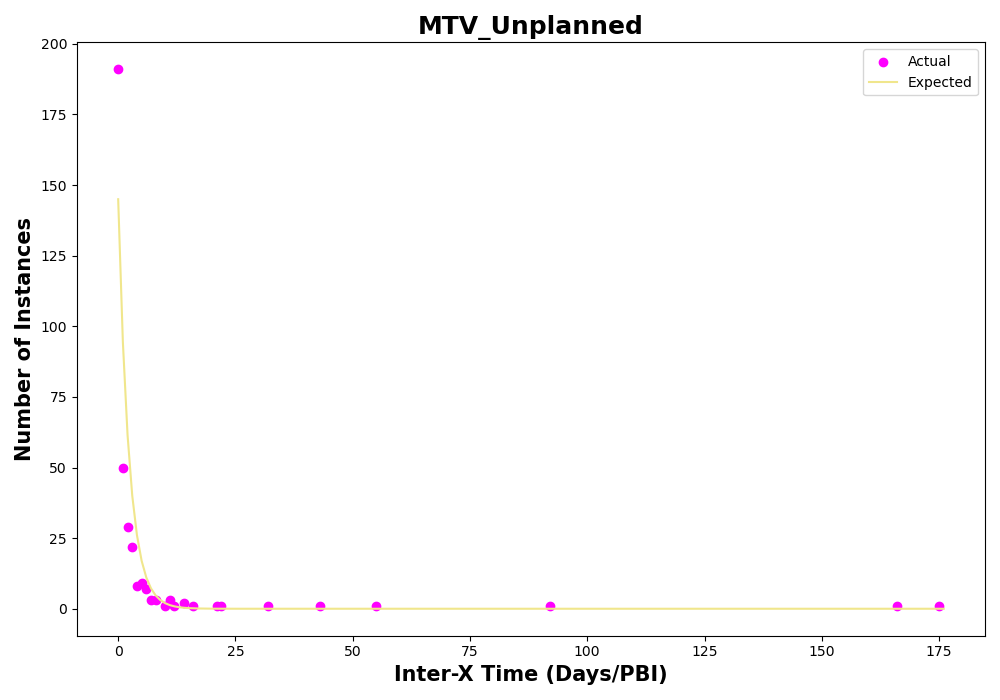 MTV_Unplanned
Actual
Expected
200
175
150
125
100
75
50
25
0
Number of Instances
0 25 50 75 100 125 150 175
Inter-X Time (Days/PBI)